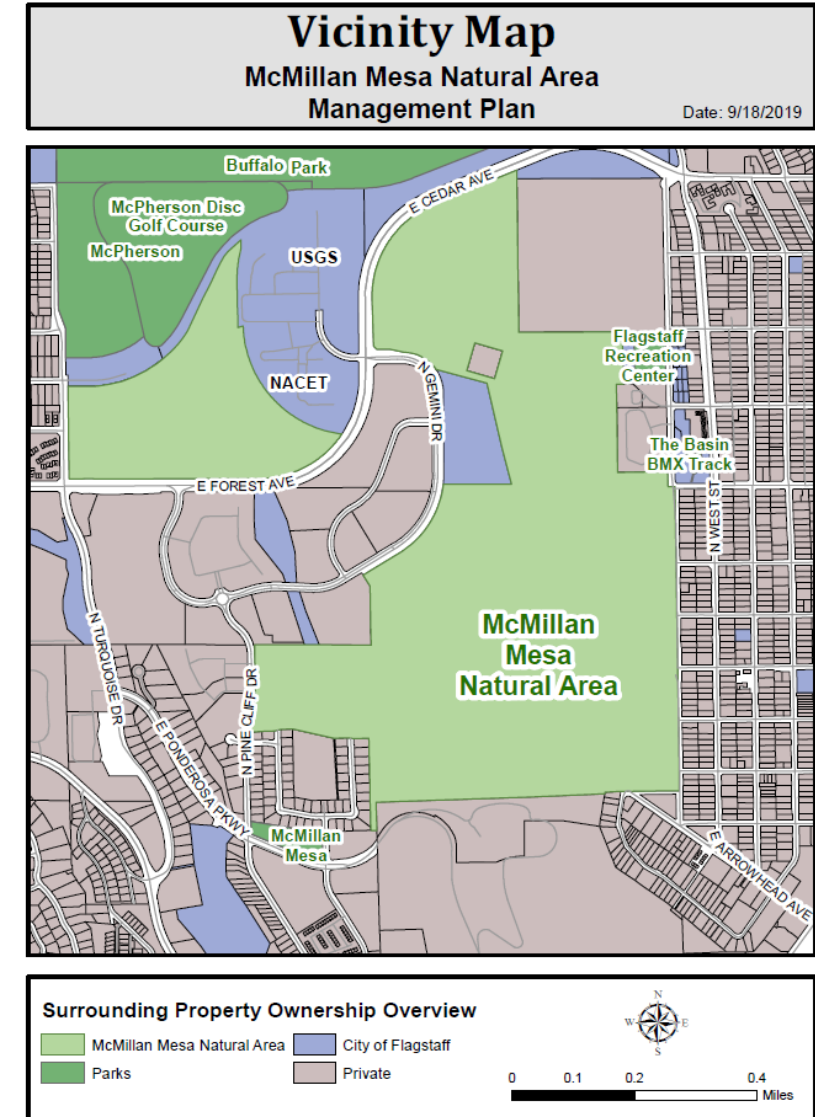 Vicinity Map
McMillan Mesa Natural Area
Management Plan
Date: 9/18/2019
Buffalo Park
E CEDAR AVE
McPherson Disc
Golf Course
McPherson
USGS
NACET
N GEMINI DR
Flagstaff
Recreation
Center
The Basin
BMX Track
E FOREST AVE
N WEST ST
McMillan
Mesa
Natural Area
N TURQUOISE DR
N PINE CLIFF DR
E PONDEROSA PKWY
McMillan
Mesa
E ARROWHEAD AVE
Surrounding Property Ownership Overview
McMillan Mesa Natural Area
City of Flagstaff
Parks
Private
N
W E
S
0 0.1 0.2 0.4
Miles